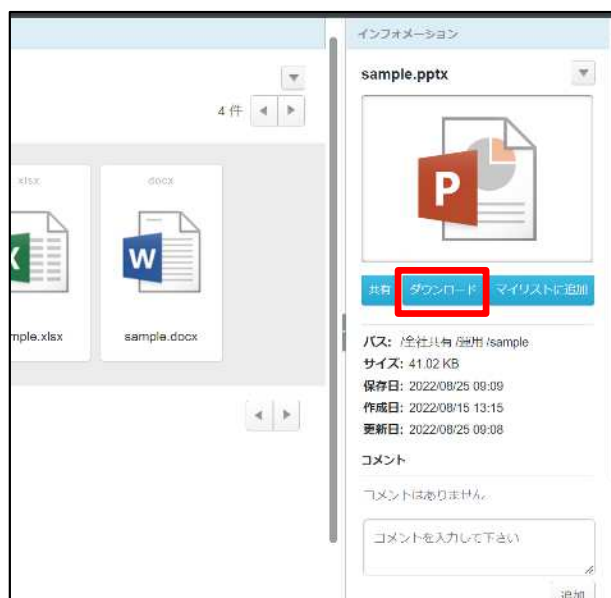 インフォメーション
sample.pptx
4 件
xlsx
docx
P
X
W
mple.xlsx
sample.docx
共有
ダウンロード
マイリストに追加
パス: /全社共有 /運用 /sample
サイズ: 41.02 KB
保存日: 2022/08/25 09:09
作成日: 2022/08/15 13:15
更新日: 2022/08/25 09:08
コメント
コメントはありません
コメントを入力して下さい
追加